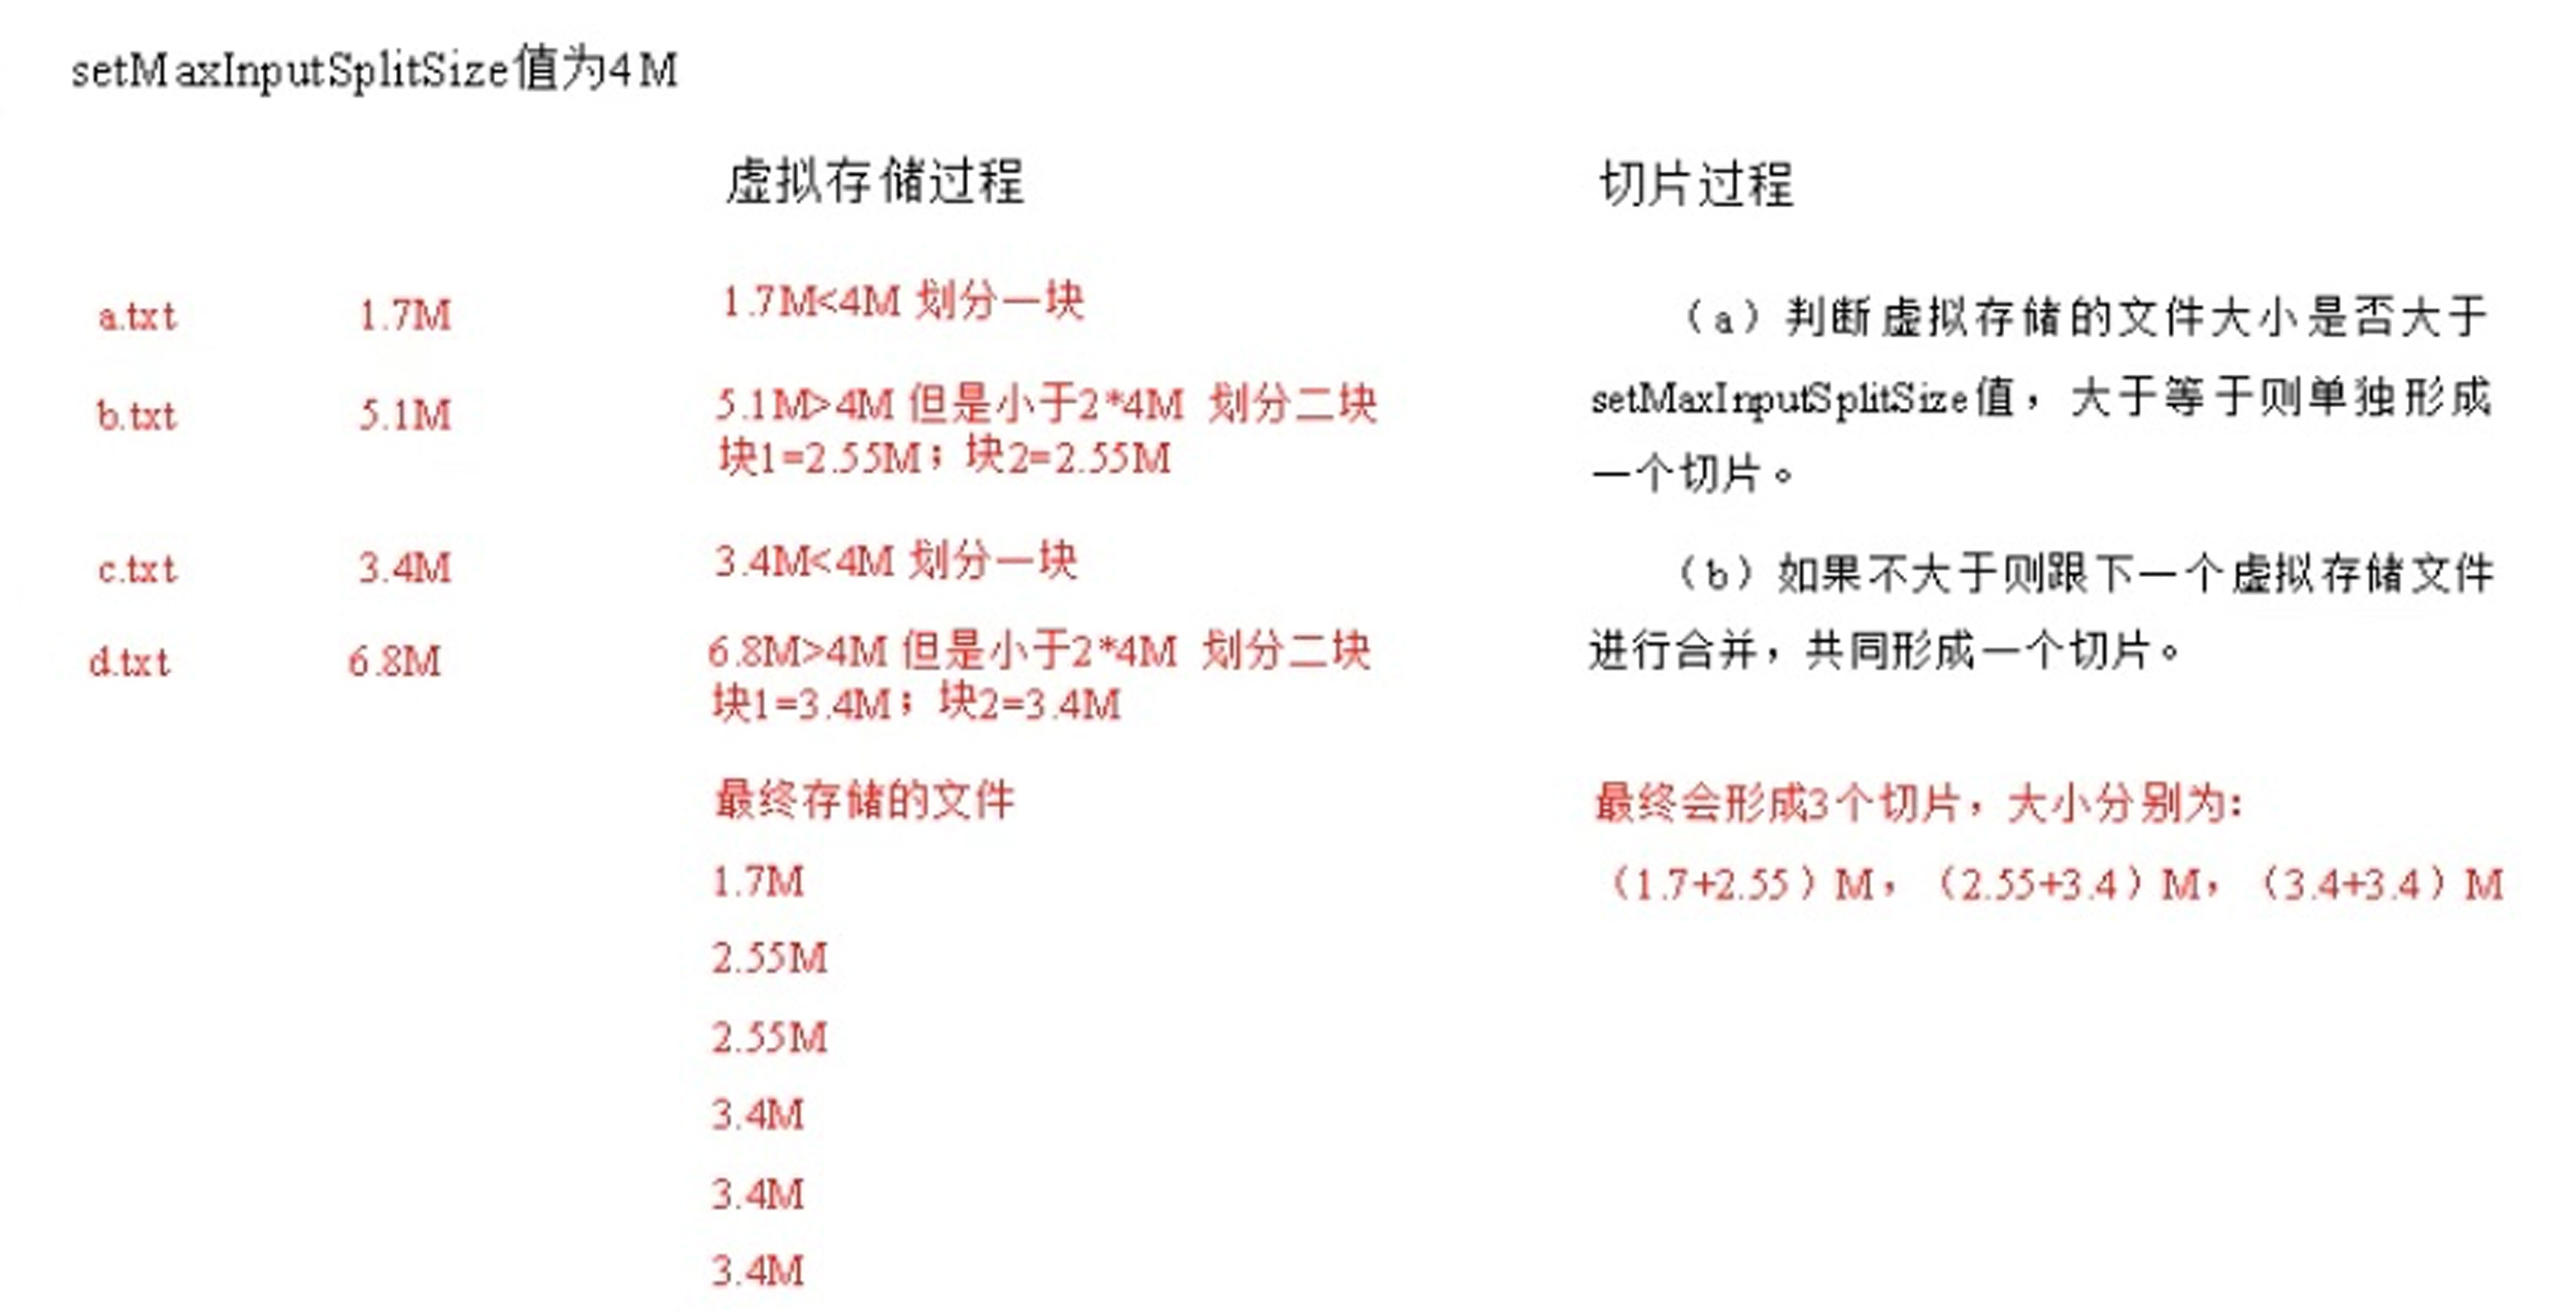 setMaxInputSplitSize值为4M
虚拟存储过程
切片过程
a.txt 1.7M
1.7M<4M 划分一块
b.txt 5.1M
5.1M>4M 但是小于2*4M 划分二块
块1=2.55M；块2=2.55M
c.txt 3.4M
3.4M<4M 划分一块
d.txt 6.8M
6.8M>4M 但是小于2*4M 划分二块
块1=3.4M；块2=3.4M
最终存储的文件
1.7M
2.55M
2.55M
3.4M
3.4M
3.4M
（a）判断虚拟存储的文件大小是否大于
setMaxInputSplitSize值，大于等于则单独形成
一个切片。
（b）如果不大于则跟下一个虚拟存储文件
进行合并，共同形成一个切片。
最终会形成3个切片，大小分别为：
（1.7+2.55）M，（2.55+3.4）M，（3.4+3.4）M